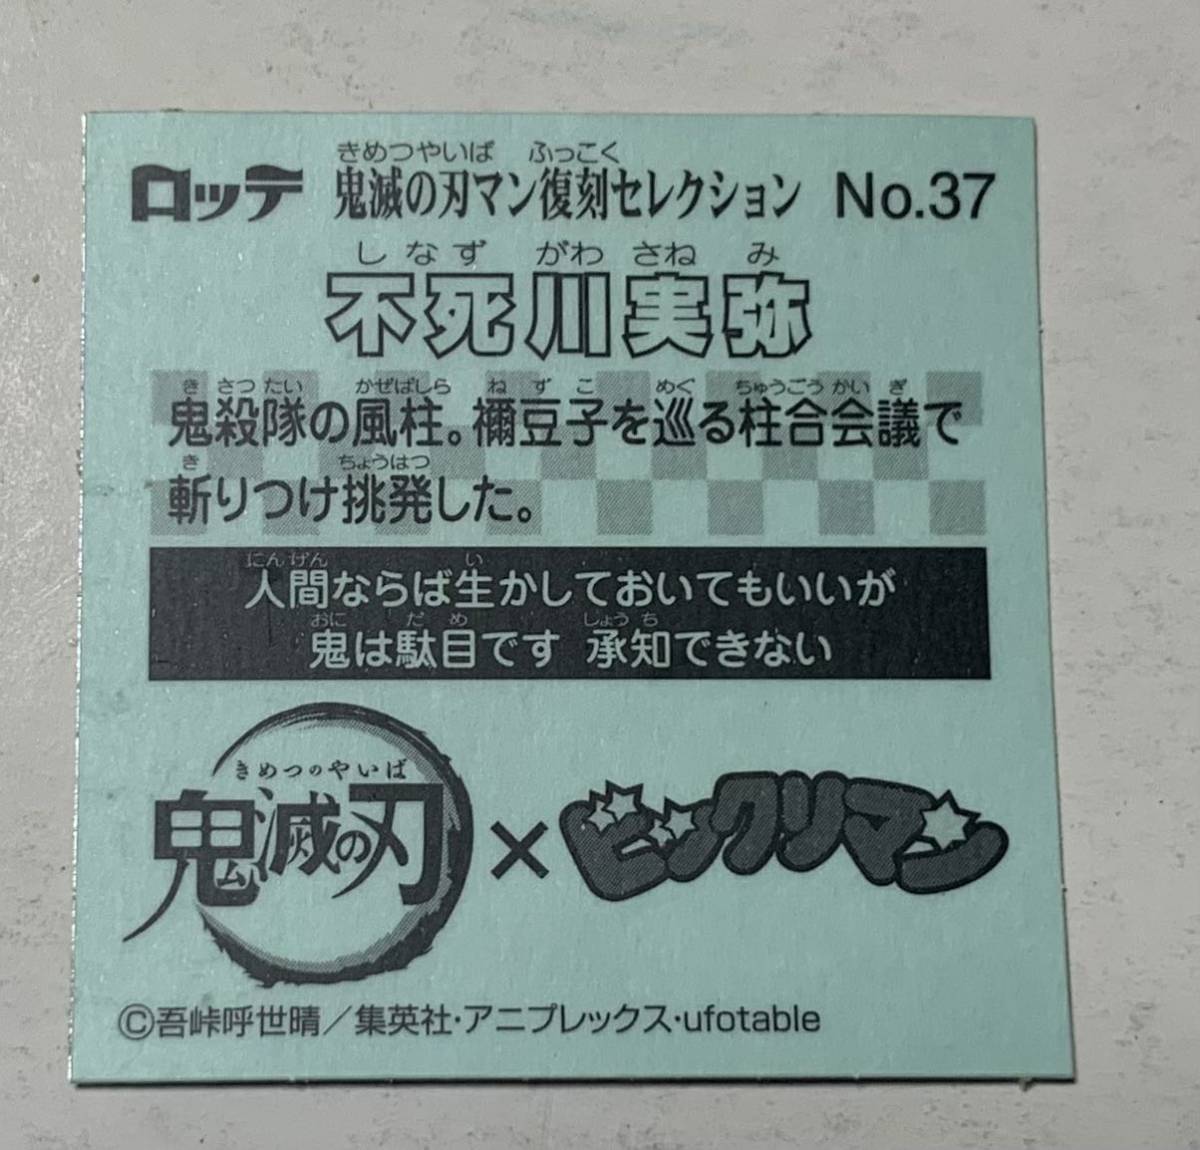 きめつやいば ふっこく
ロッテ 鬼滅の刃マン復刻セレクション No.37
しなず がわ さね み
不死川実弥
き さつ たい かぜばしら ね ず こ めぐ ちゅうごう かい ぎ
鬼殺隊の風柱。禰豆子を巡る柱合会議で
き ちょうはつ
斬りつけ挑発した。
にんげん い
人間ならば生かしておいてもいいが
おに だ め しょう ち
鬼は駄目です 承知できない
きめつのやいば
鬼滅の刃 × ビックリマン
©吾峠呼世晴／集英社・アニプレックス・ufotable